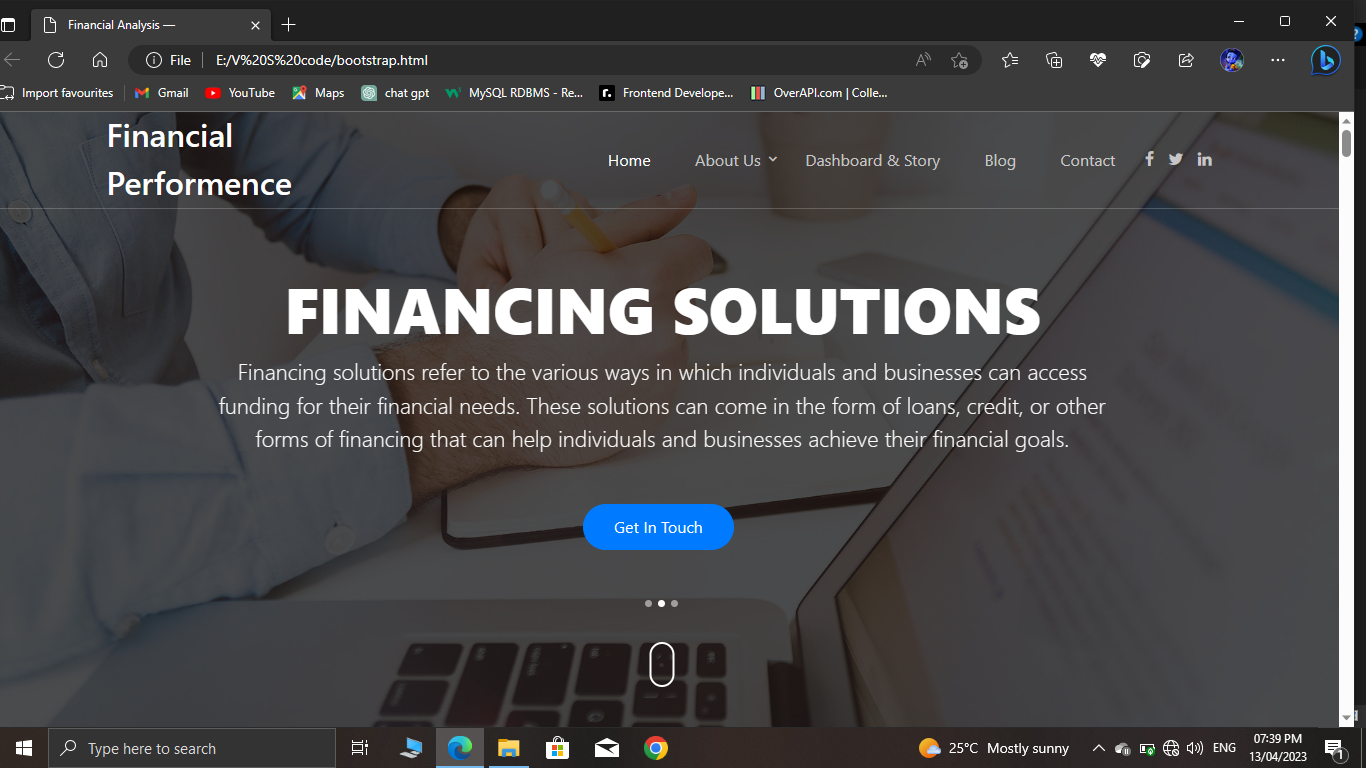 Financial Analysis —
File
E:/V%20S%20code/bootstrap.html
Import favourites
Gmail
YouTube
Maps
chat gpt
MySQL RDBMS - Re...
Frontend Develope...
OverAPI.com | Colle...
Financial
Performence
Home
About Us
Dashboard & Story
Blog
Contact
FINANCING SOLUTIONS
Financing solutions refer to the various ways in which individuals and businesses can access
funding for their financial needs. These solutions can come in the form of loans, credit, or other
forms of financing that can help individuals and businesses achieve their financial goals.
Get In Touch
Type here to search
25°C Mostly sunny
ENG
07:39 PM
13/04/2023
1